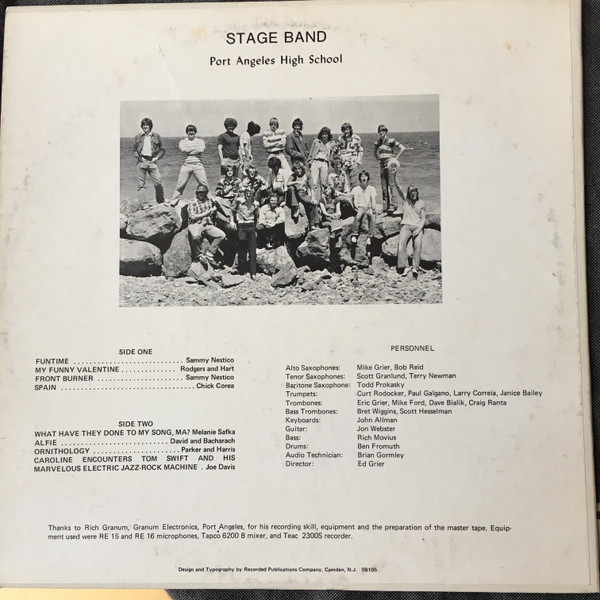 STAGE BAND
Port Angeles High School
SIDE ONE
FUNTIME ............................ Sammy Nestico
MY FUNNY VALENTINE .............. Rodgers and Hart
FRONT BURNER ..................... Sammy Nestico
SPAIN .................................. Chick Corea
SIDE TWO
WHAT HAVE THEY DONE TO MY SONG, MA? Melanie Safka
ALFIE ........................... David and Bacharach
ORNITHOLOGY ..................... Parker and Harris
CAROLINE ENCOUNTERS TOM SWIFT AND HIS
MARVELOUS ELECTRIC JAZZ-ROCK MACHINE . Joe Davis
PERSONNEL
Alto Saxophones: Mike Grier, Bob Reid
Tenor Saxophones: Scott Granlund, Terry Newman
Baritone Saxophone: Todd Prokasky
Trumpets: Curt Rodocker, Paul Galgano, Larry Correia, Janice Bailey
Trombones: Eric Grier, Mike Ford, Dave Bialik, Craig Ranta
Bass Trombones: Bret Wiggins, Scott Hesselman
Keyboards: John Allman
Guitar: Jon Webster
Bass: Rich Movius
Drums: Ben Fromuth
Audio Technician: Brian Gormley
Director: Ed Grier
Thanks to Rich Granum, Granum Electronics, Port Angeles, for his recording skill, equipment and the preparation of the master tape. Equip-
ment used were RE 15 and RE 16 microphones, Tapco 6200 B mixer, and Teac 2300S recorder.
Design and Typography by Recorded Publications Company, Camden, N.J. 08105